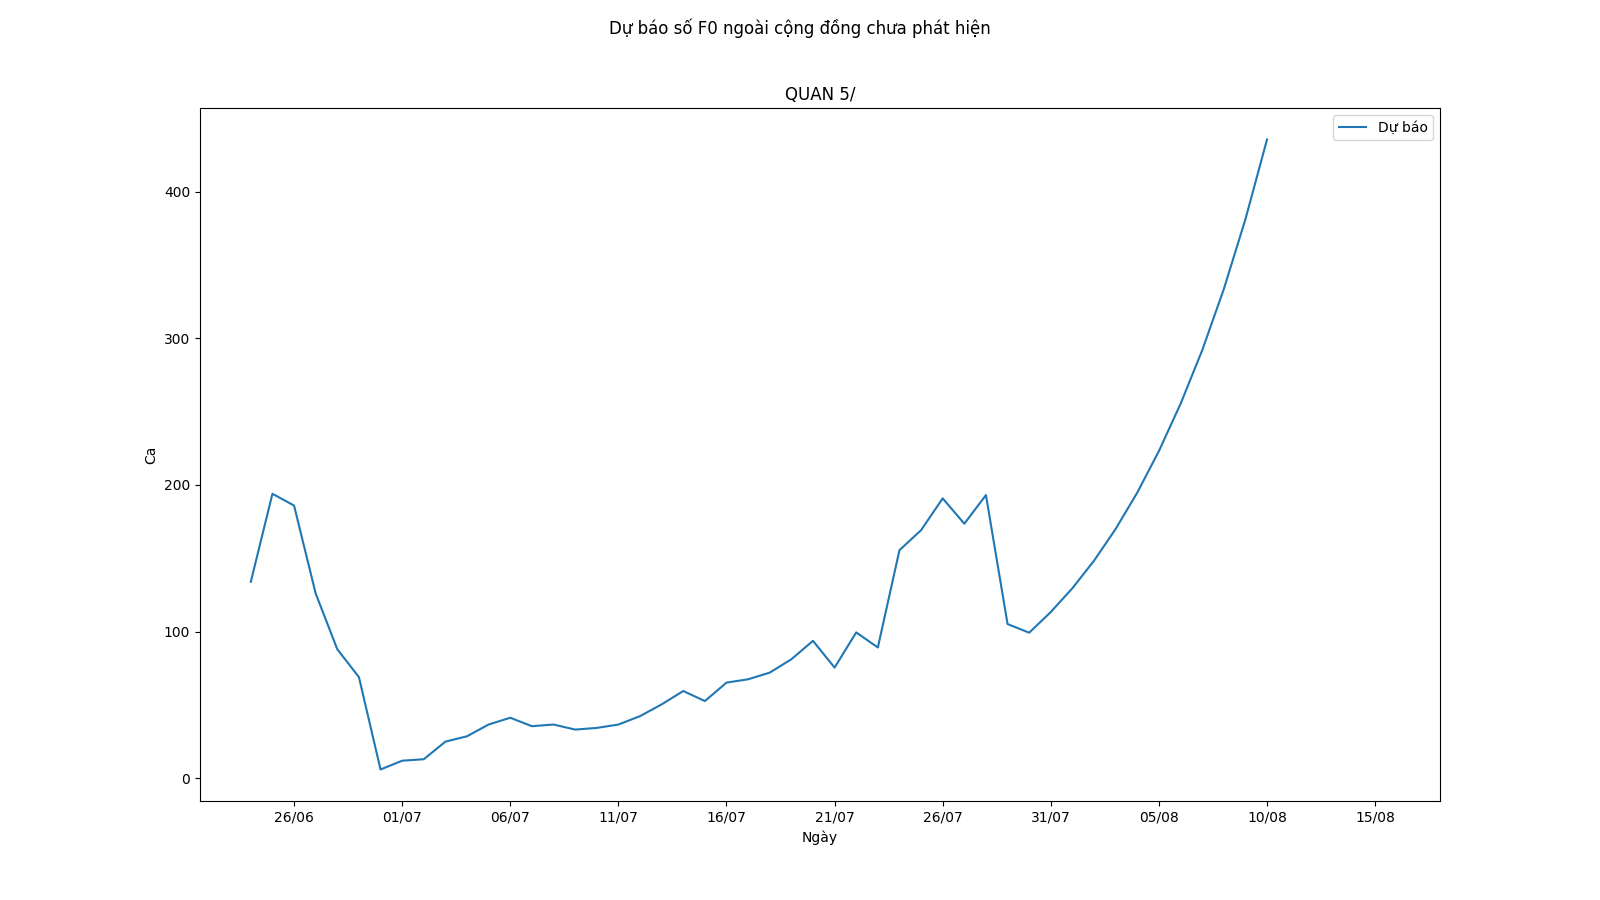 Dự báo số F0 ngoài cộng đồng chưa phát hiện
QUAN 5/
Dự báo
400
300
200
100
0
Ca
26/06 01/07 06/07 11/07 16/07 21/07 26/07 31/07 05/08 10/08 15/08
Ngày